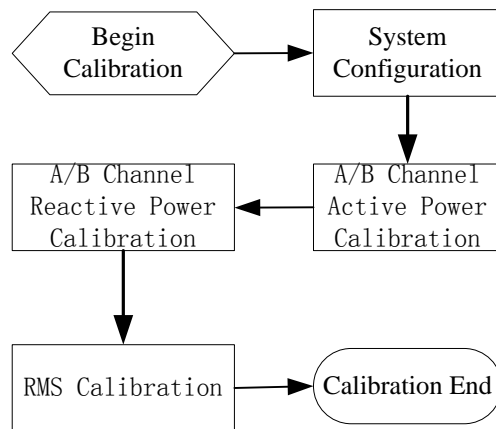 Begin
Calibration
System
Configuration
A/B Channel
Active Power
Calibration
A/B Channel
Reactive Power
Calibration
RMS Calibration
Calibration End